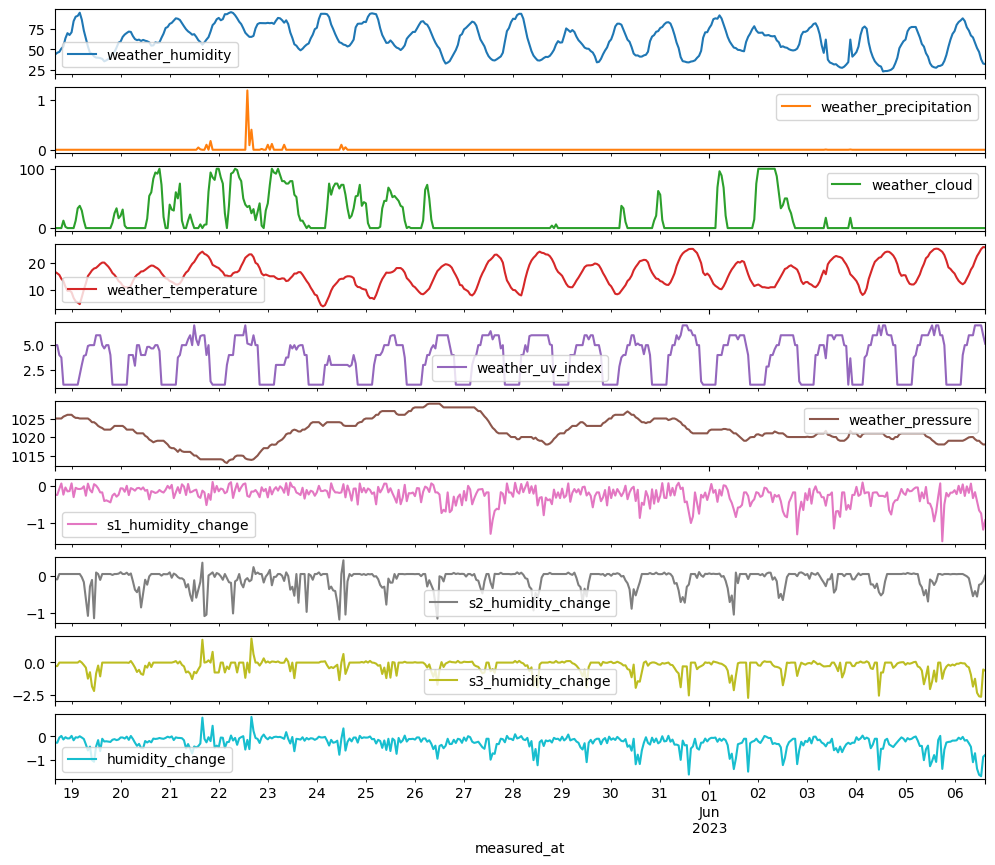 75
50
25
weather_humidity
1
0
weather_precipitation
100
0
weather_cloud
20
10
weather_temperature
5.0
2.5
weather_uv_index
1025
1020
1015
weather_pressure
0
−1
s1_humidity_change
0
−1
s2_humidity_change
0.0
−2.5
s3_humidity_change
0
−1
humidity_change
19 20 21 22 23 24 25 26 27 28 29 30 31 01 02 03 04 05 06
Jun
2023
measured_at